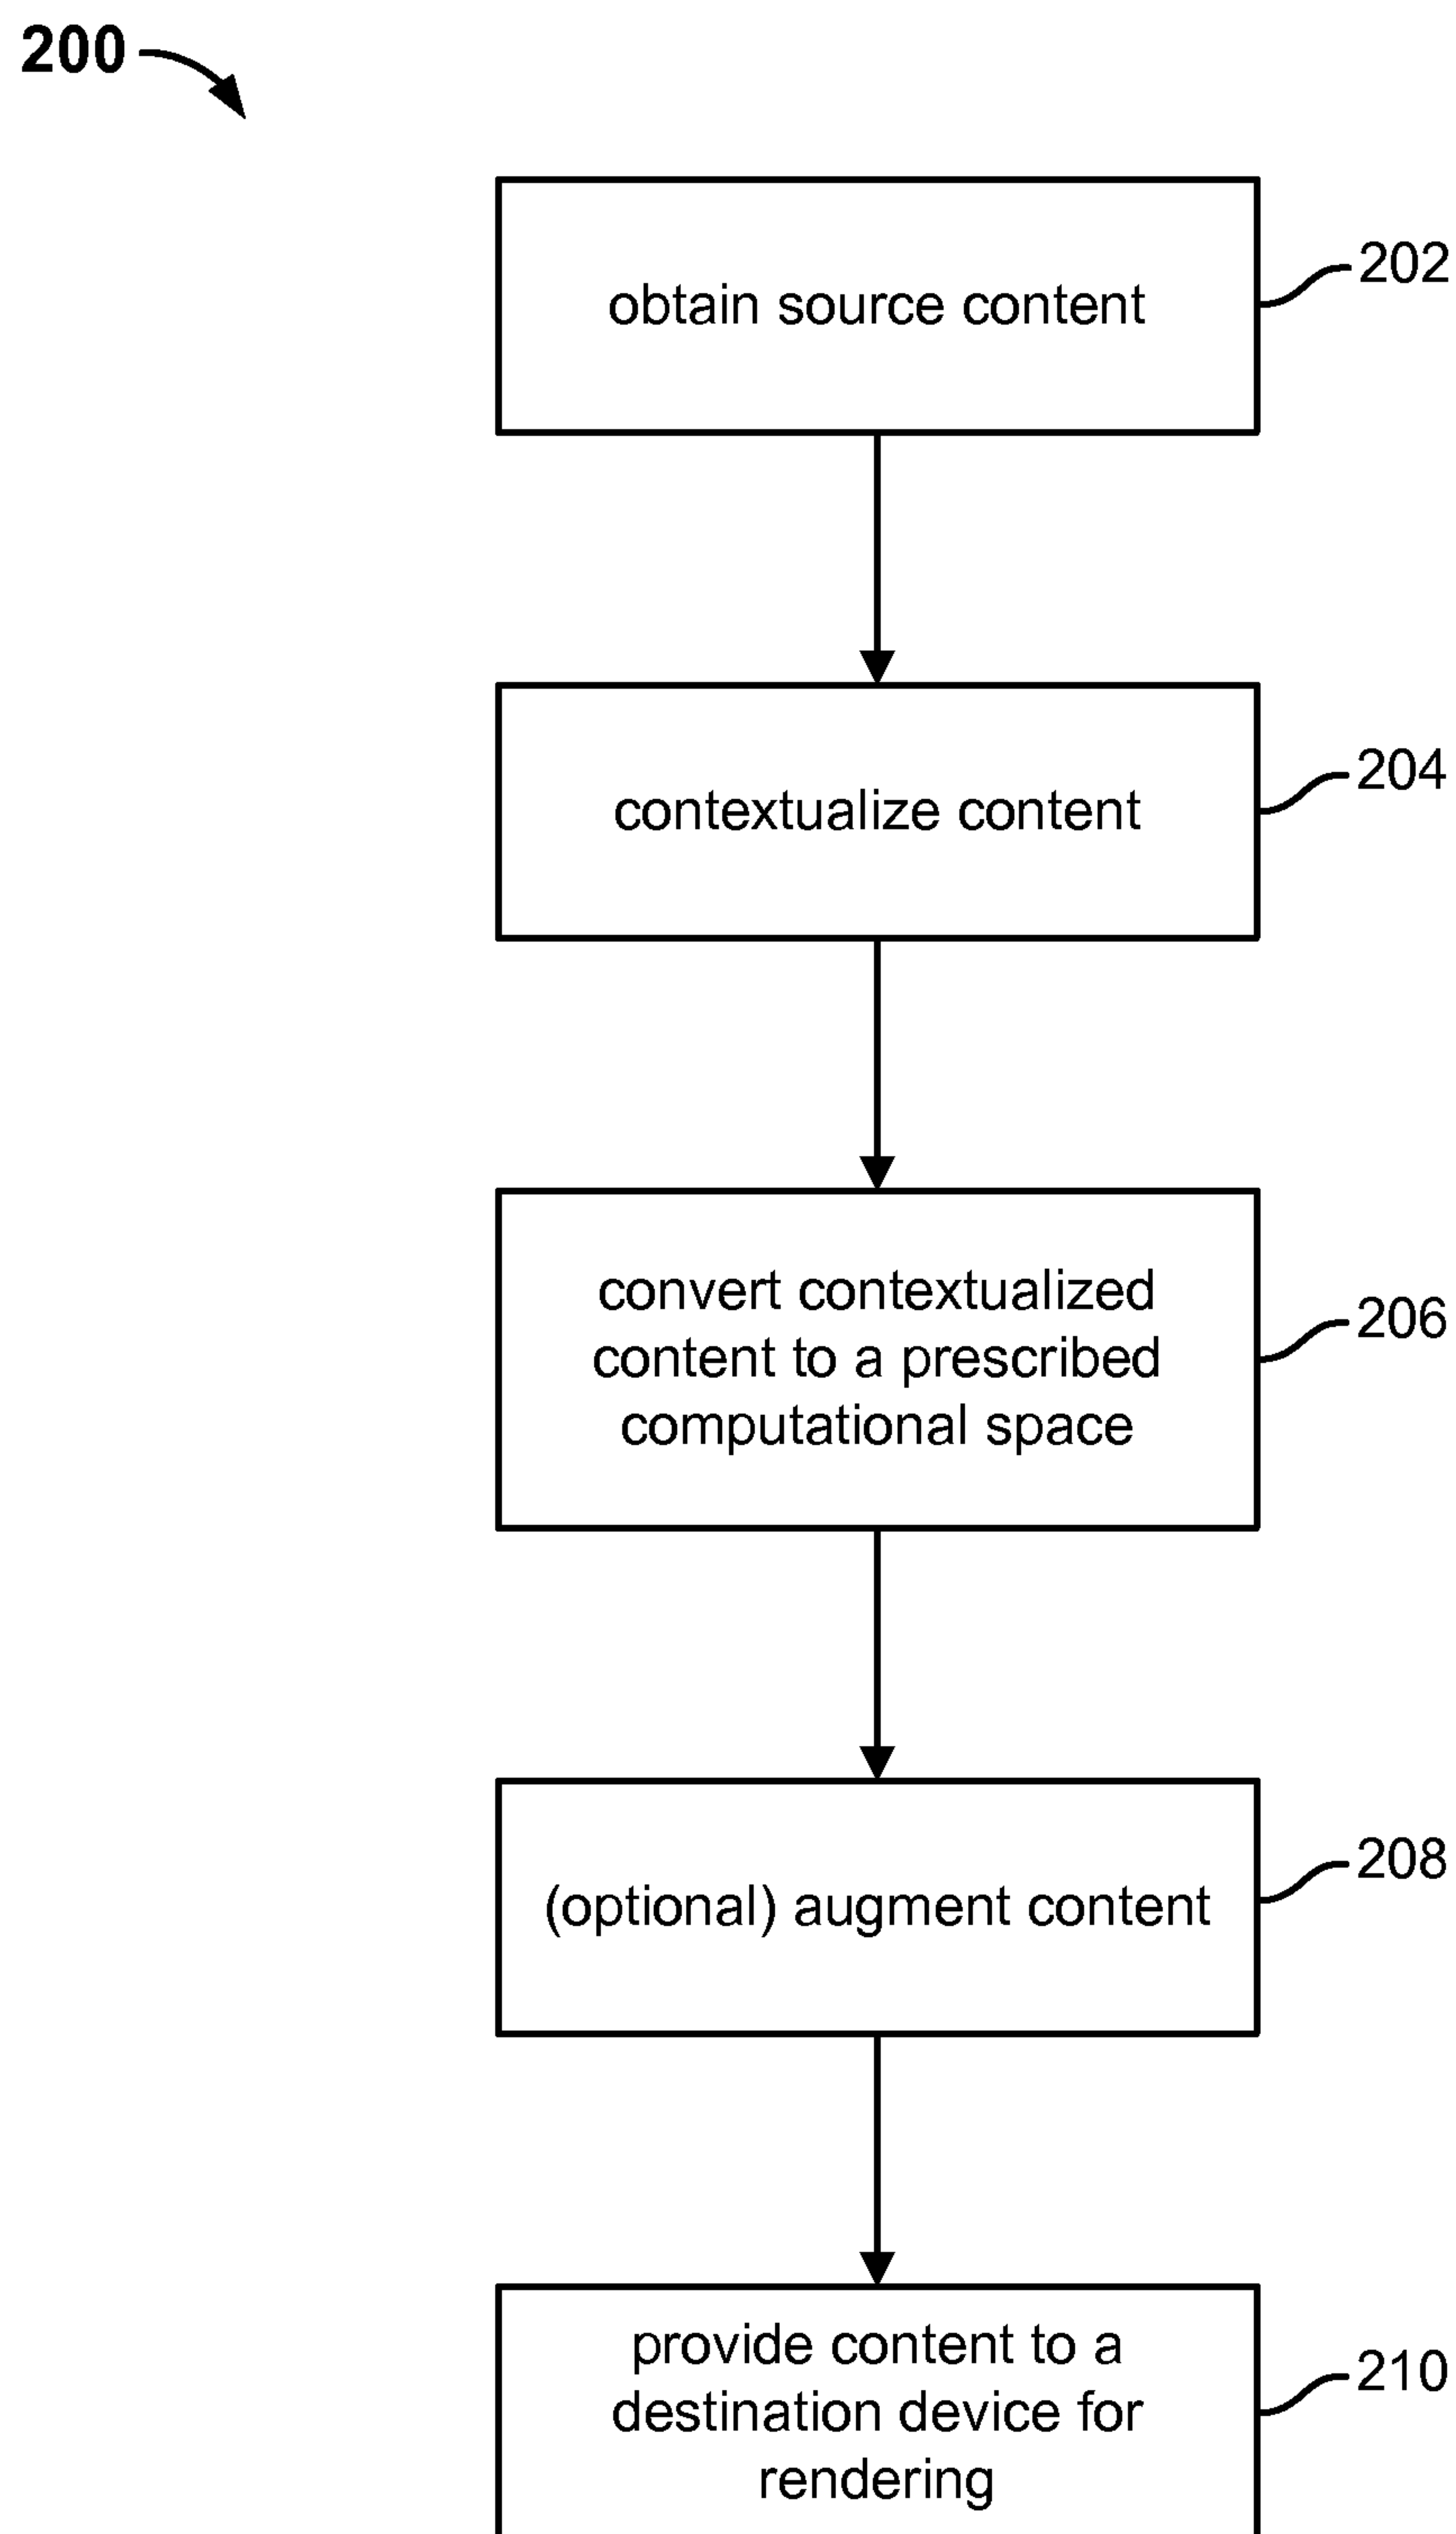 200
obtain source content
202
contextualize content
204
convert contextualized
content to a prescribed
computational space
206
(optional) augment content
208
provide content to a
destination device for
rendering
210